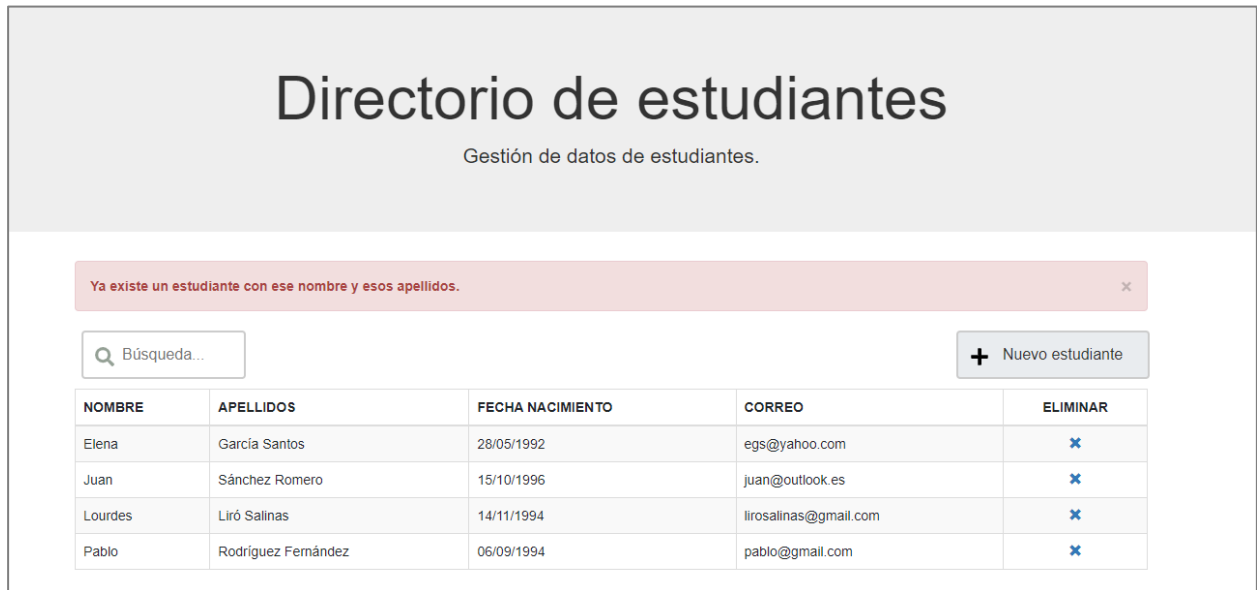 Directorio de estudiantes
Gestión de datos de estudiantes.
Ya existe un estudiante con ese nombre y esos apellidos. ×
Búsqueda... + Nuevo estudiante
NOMBRE APELLIDOS FECHA NACIMIENTO CORREO ELIMINAR
Elena García Santos 28/05/1992 egs@yahoo.com
Juan Sánchez Romero 15/10/1996 juan@outlook.es
Lourdes Liró Salinas 14/11/1994 lirosalinas@gmail.com
Pablo Rodríguez Fernández 06/09/1994 pablo@gmail.com